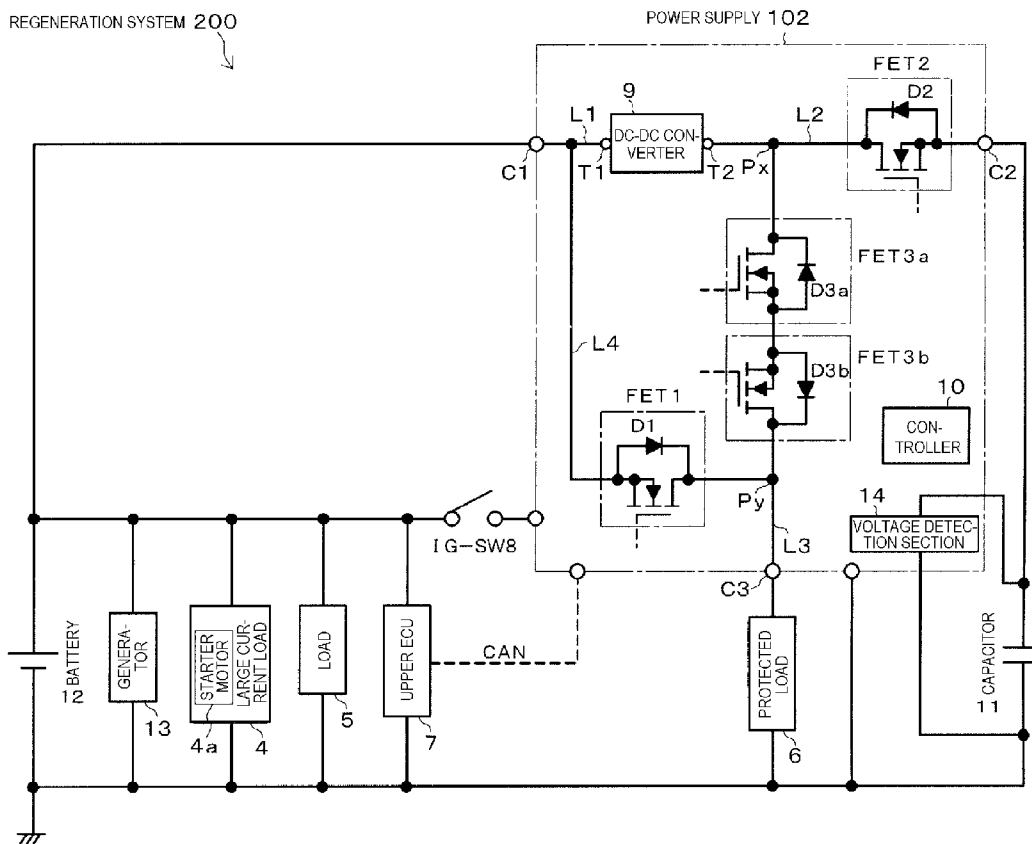 REGENERATION SYSTEM 200
POWER SUPPLY 102
FET2
D2
9
L1
DC-DC CON-
VERTER
L2
C1
T1
T2
Px
C2
FET3a
D3a
L4
FET3b
D3b
FET1
D1
10
CON-
TROLLER
Py
14
VOLTAGE DETEC-
TION SECTION
IG-SW8
L3
C3
BATTERY
12
GENERA-
TOR
13
STARTER
MOTOR
LARGE CUR-
RENT LOAD
4a
4
LOAD
5
UPPER ECU
7
CAN
PROTECTED
LOAD
6
CAPACITOR
11